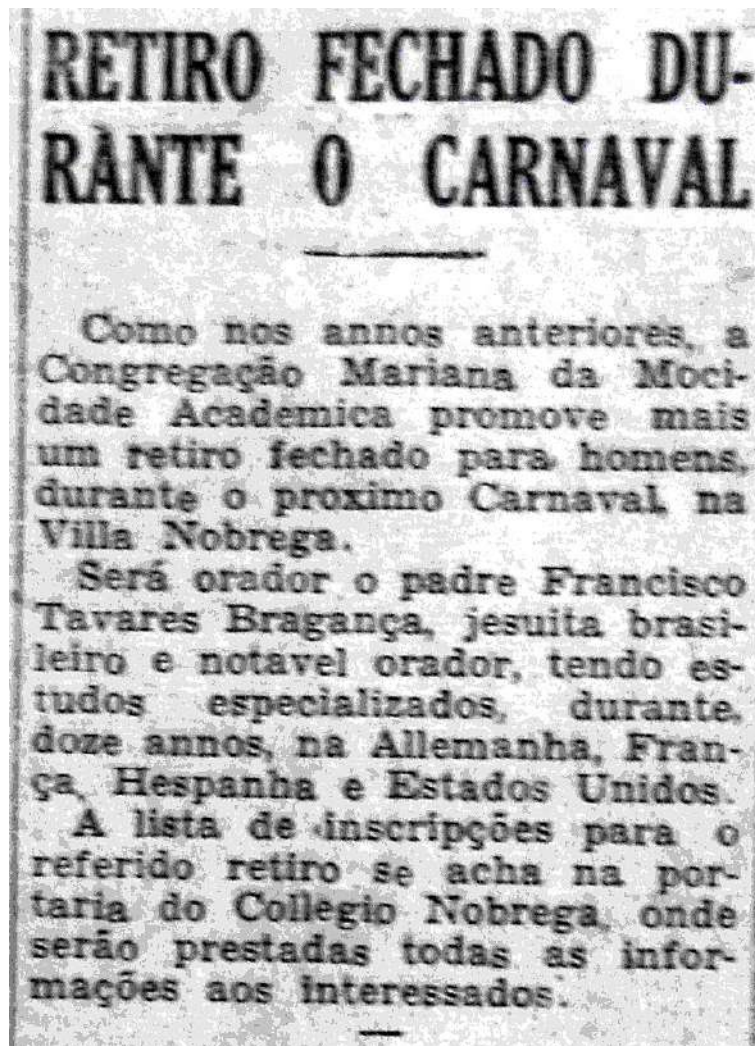 RETIRO FECHADO DU-
RANTE O CARNAVAL
Como nos annos anteriores, a
Congregação Mariana da Moci-
dade Academica promove mais
um retiro fechado para homens,
durante o proximo Carnaval, na
Villa Nobrega.
Será orador o padre Francisco
Tavares Bragança, jesuita brasi-
leiro e notavel orador, tendo es-
tudos especializados, durante,
doze annos, na Allemanha, Fran-
ça, Hespanha e Estados Unidos.
A lista de inscripções para o
referido retiro se acha na por-
taria do Collegio Nobrega, onde
serão prestadas todas as infor-
mações aos interessados.